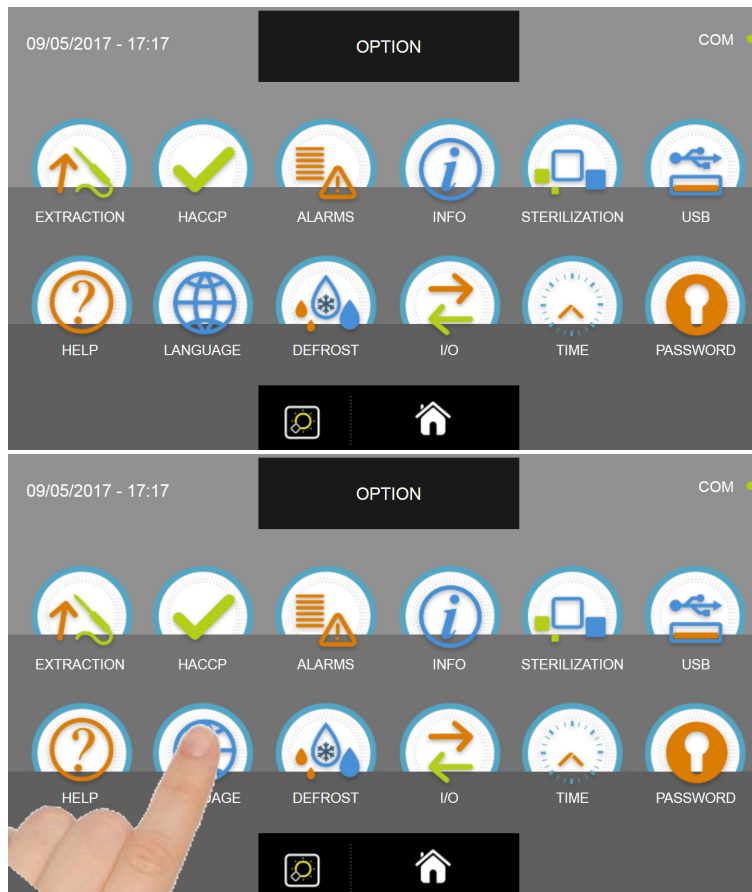 09/05/2017 - 17:17 OPTION COM
EXTRACTION HACCP ALARMS INFO STERILIZATION USB
HELP LANGUAGE DEFROST I/O TIME PASSWORD
09/05/2017 - 17:17 OPTION COM
EXTRACTION HACCP ALARMS INFO STERILIZATION USB
HELP UAGE DEFROST I/O TIME PASSWORD